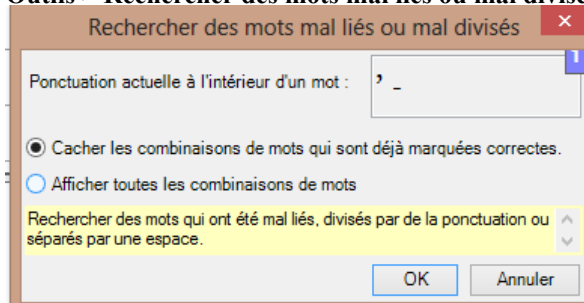 Outils > Rechercher des mots mal liés ou mal divisé
Rechercher des mots mal liés ou mal divisés
Ponctuation actuelle à l'intérieur d'un mot : ’ -
1
Cacher les combinaisons de mots qui sont déjà marquées correctes.
Afficher toutes les combinaisons de mots
Rechercher des mots qui ont été mal liés, divisés par de la ponctuation ou
séparés par une espace.
OK Annuler